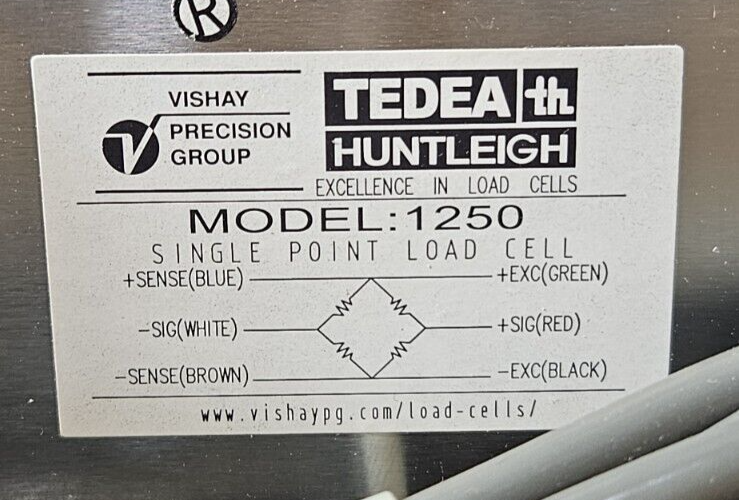 ®
VISHAY
PRECISION
GROUP
TEDEA th
HUNTLEIGH
EXCELLENCE IN LOAD CELLS
MODEL:1250
SINGLE POINT LOAD CELL
+SENSE(BLUE) +EXC(GREEN)
-SIG(WHITE) +SIG(RED)
-SENSE(BROWN) -EXC(BLACK)
www.vishaypg.com/load-cells/